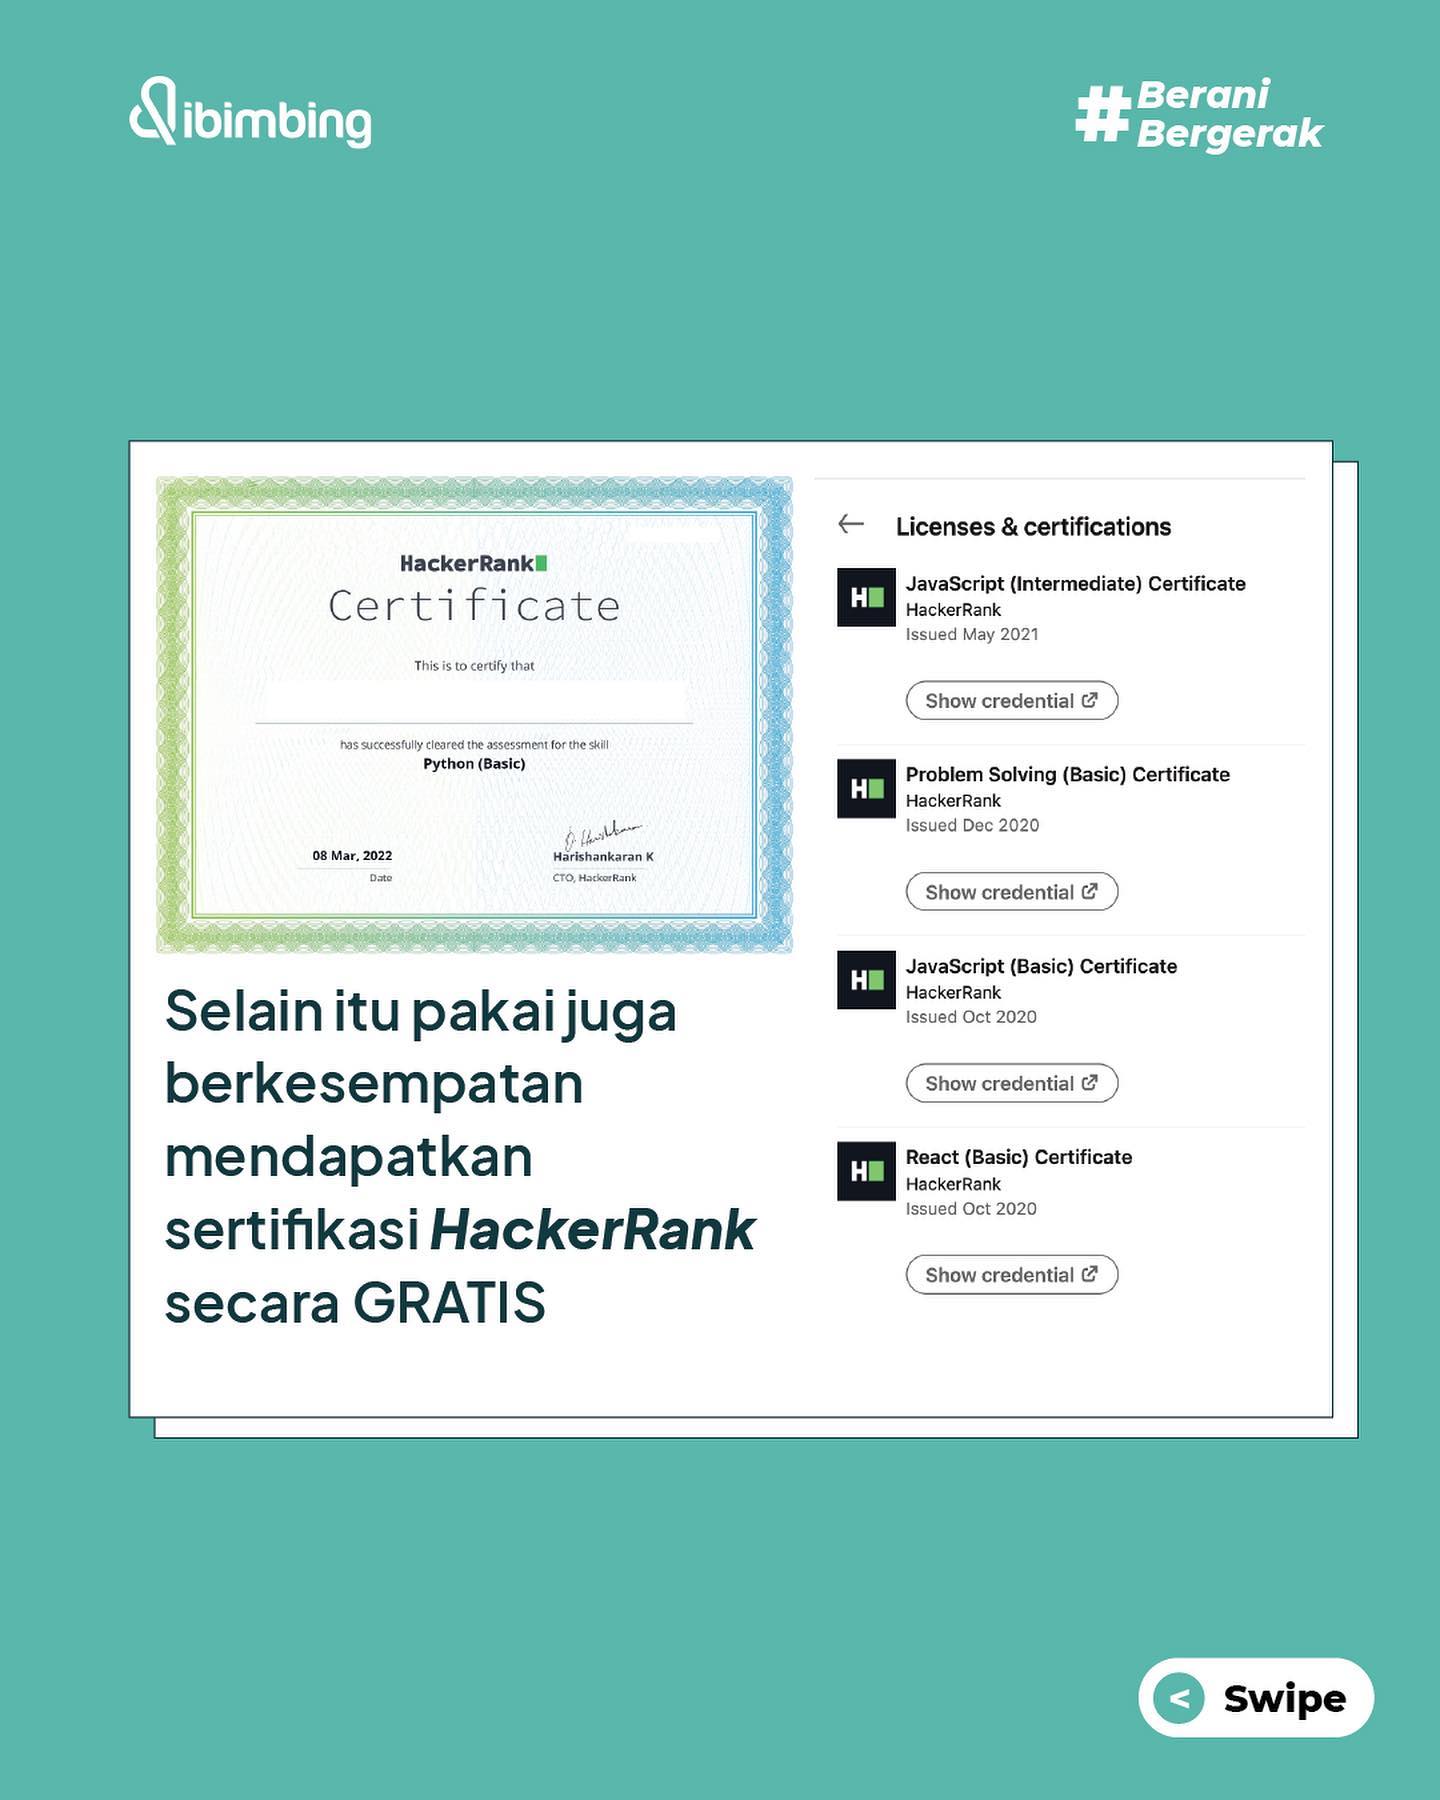 dibimbing
#Berani
Bergerak
HackerRank
Certificate
This is to certify that
has successfully cleared the assessment for the skill
Python (Basic)
08 Mar, 2022
Date
Harishankaran K
CTO, HackerRank
Selain itu pakai juga
berkesempatan
mendapatkan
sertifikasi HackerRank
secara GRATIS
Licenses & certifications
H
JavaScript (Intermediate) Certificate
HackerRank
Issued May 2021
Show credential
H
Problem Solving (Basic) Certificate
HackerRank
Issued Dec 2020
Show credential
H
JavaScript (Basic) Certificate
HackerRank
Issued Oct 2020
Show credential
H
React (Basic) Certificate
HackerRank
Issued Oct 2020
Show credential
< Swipe